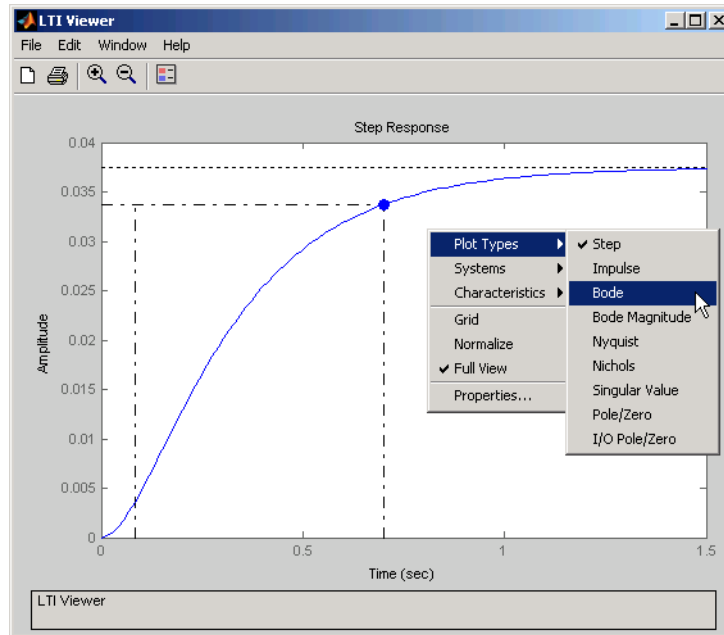 LTI Viewer
File Edit Window Help
Step Response
0.04
0.035
0.03
0.025
0.02
0.015
0.01
0.005
0
Amplitude
0 0.5 1 1.5
Time (sec)
Plot Types
Systems
Characteristics
Grid
Normalize
Full View
Properties...
Step
Impulse
Bode
Bode Magnitude
Nyquist
Nichols
Singular Value
Pole/Zero
I/O Pole/Zero
LTI Viewer